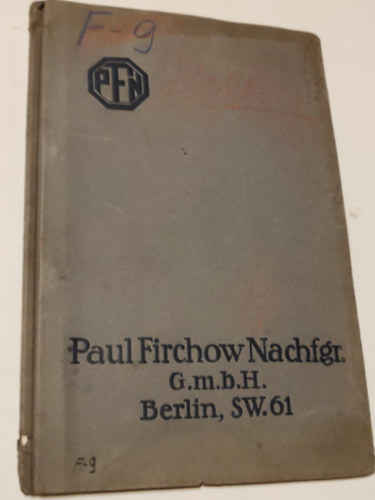 F-9
PFN
Paul Firchow Nachfgr.
G.m.b.H.
Berlin, SW.61
F-9